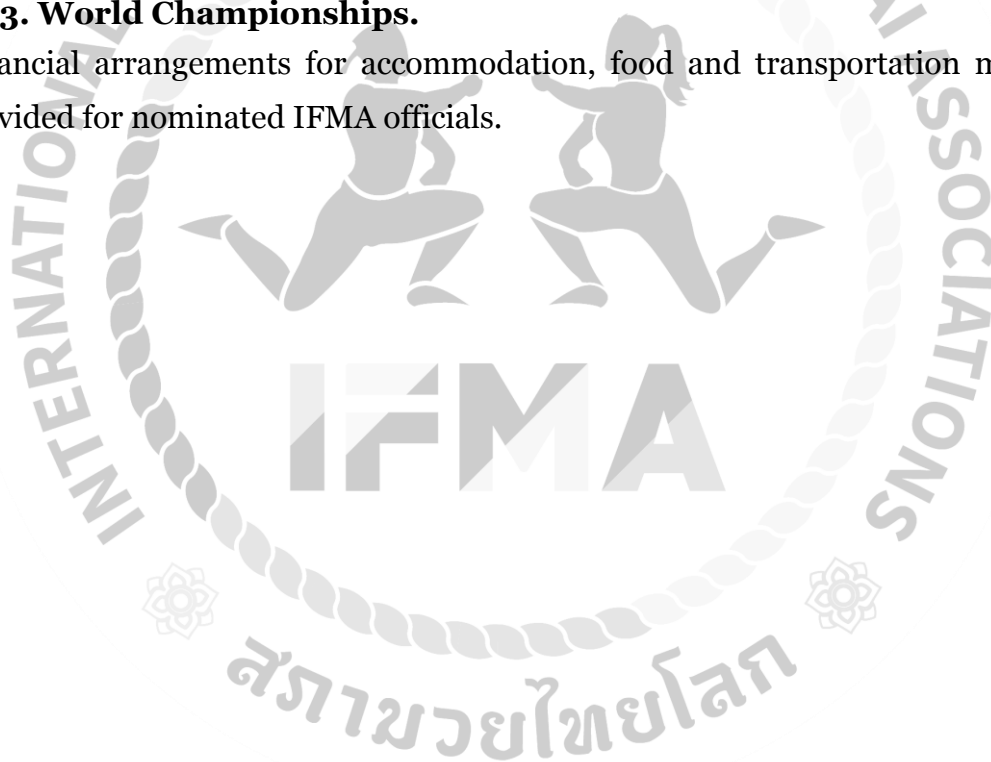 3. World Championships.
ancial arrangements for accommodation, food and transportation m
vided for nominated IFMA officials.
INTERNATIONAL
ASSOCIATIONS
IFMA
สภามวยไทยโลก